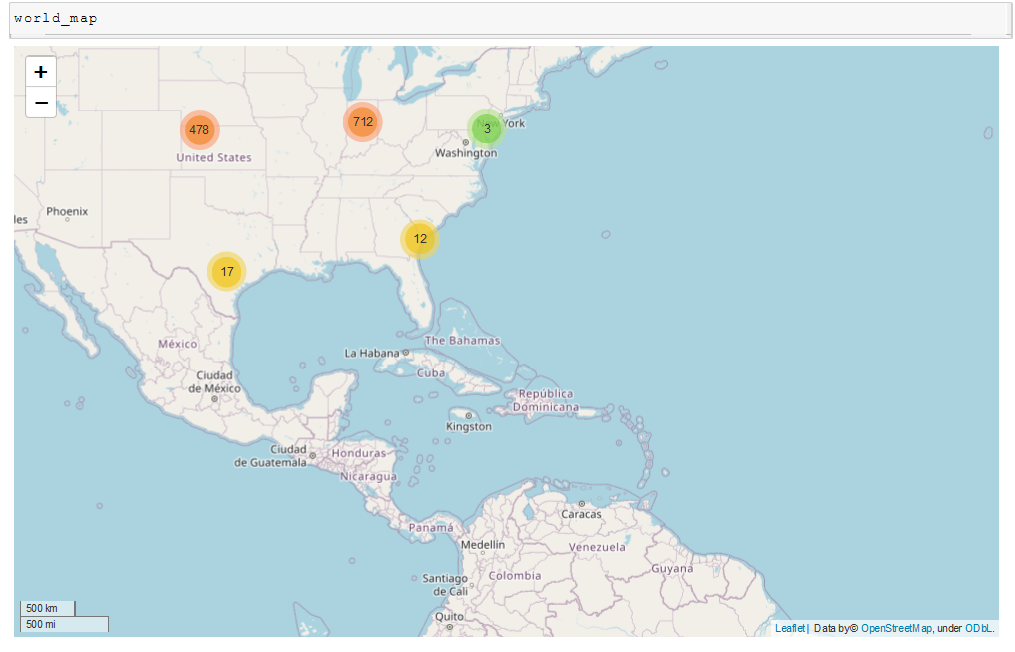 world_map
+
−
478
712
3
New York
Washington
United States
Phoenix
les
12
17
México
The Bahamas
La Habana
Cuba
Ciudad
de México
República
Dominicana
Kingston
Ciudad
de Guatemala
Honduras
Nicaragua
Caracas
Panamá
Medellín
Venezuela
Guyana
Santiago
de Cali
Colombia
Quito
500 km
500 mi
Leaflet | Data by © OpenStreetMap, under ODbL.